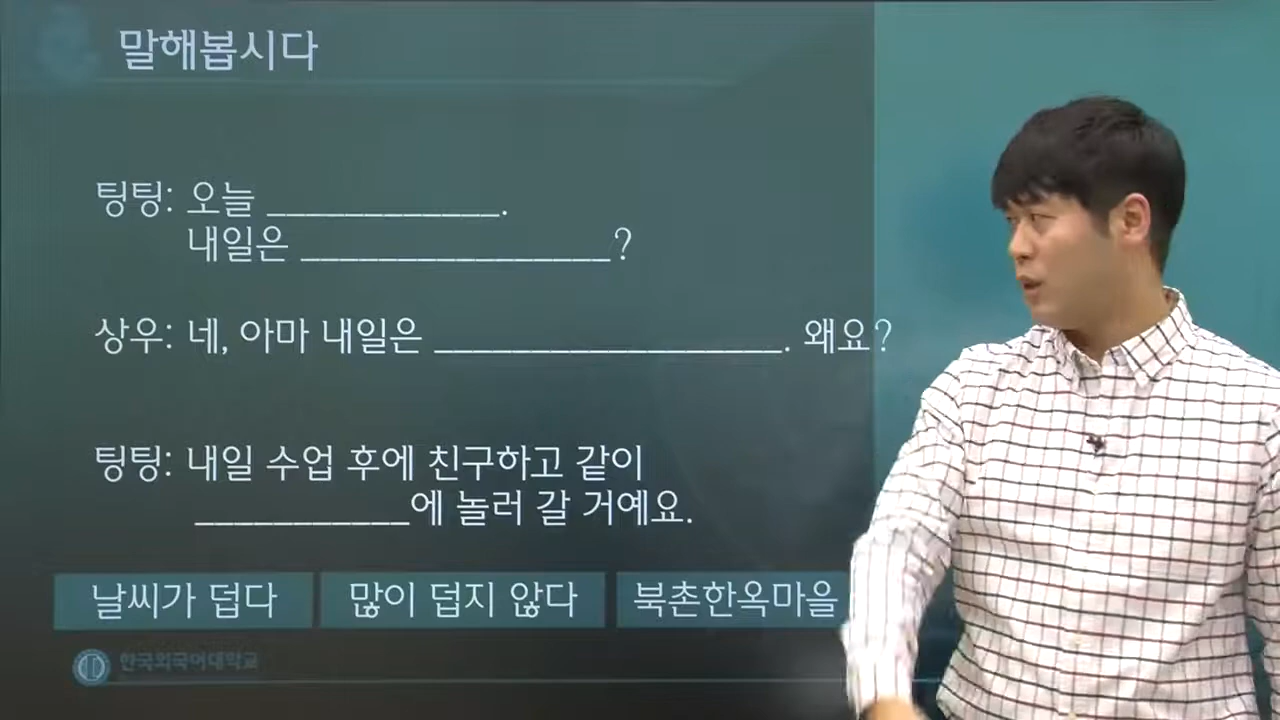 말해봅시다
팅팅: 오늘 ____________.
내일은 ________________?
상우: 네, 아마 내일은 __________________. 왜요?
팅팅: 내일 수업 후에 친구하고 같이
___________에 놀러 갈 거예요.
날씨가 덥다
많이 덥지 않다
북촌한옥마을
한국외국어대학교